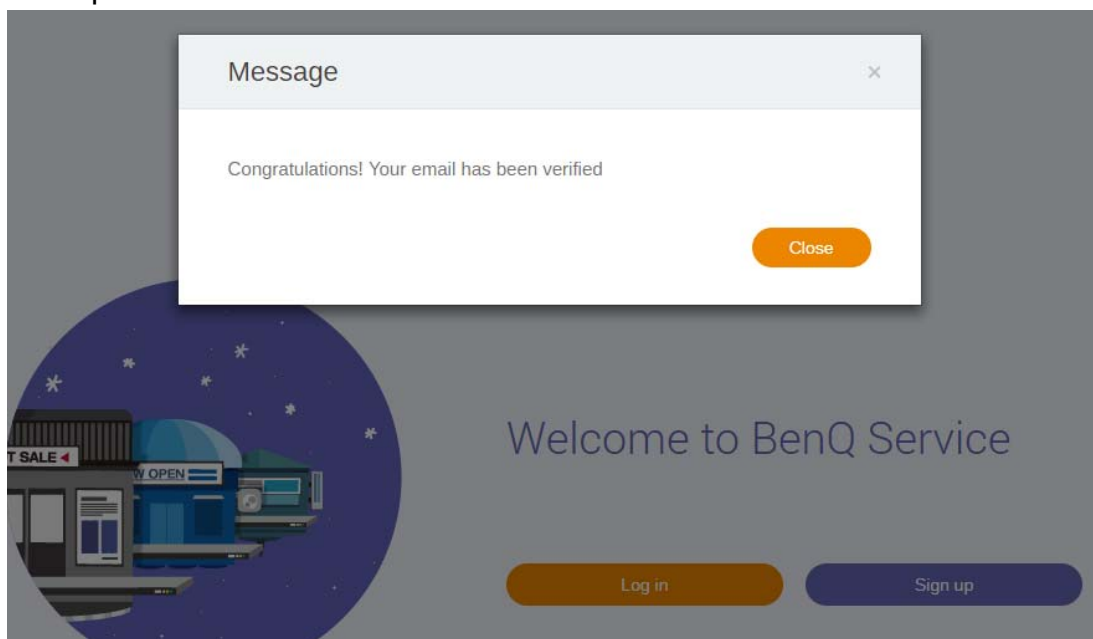 Message
×
Congratulations! Your email has been verified
Close
T SALE
W OPEN
Welcome to BenQ Service
Log in
Sign up